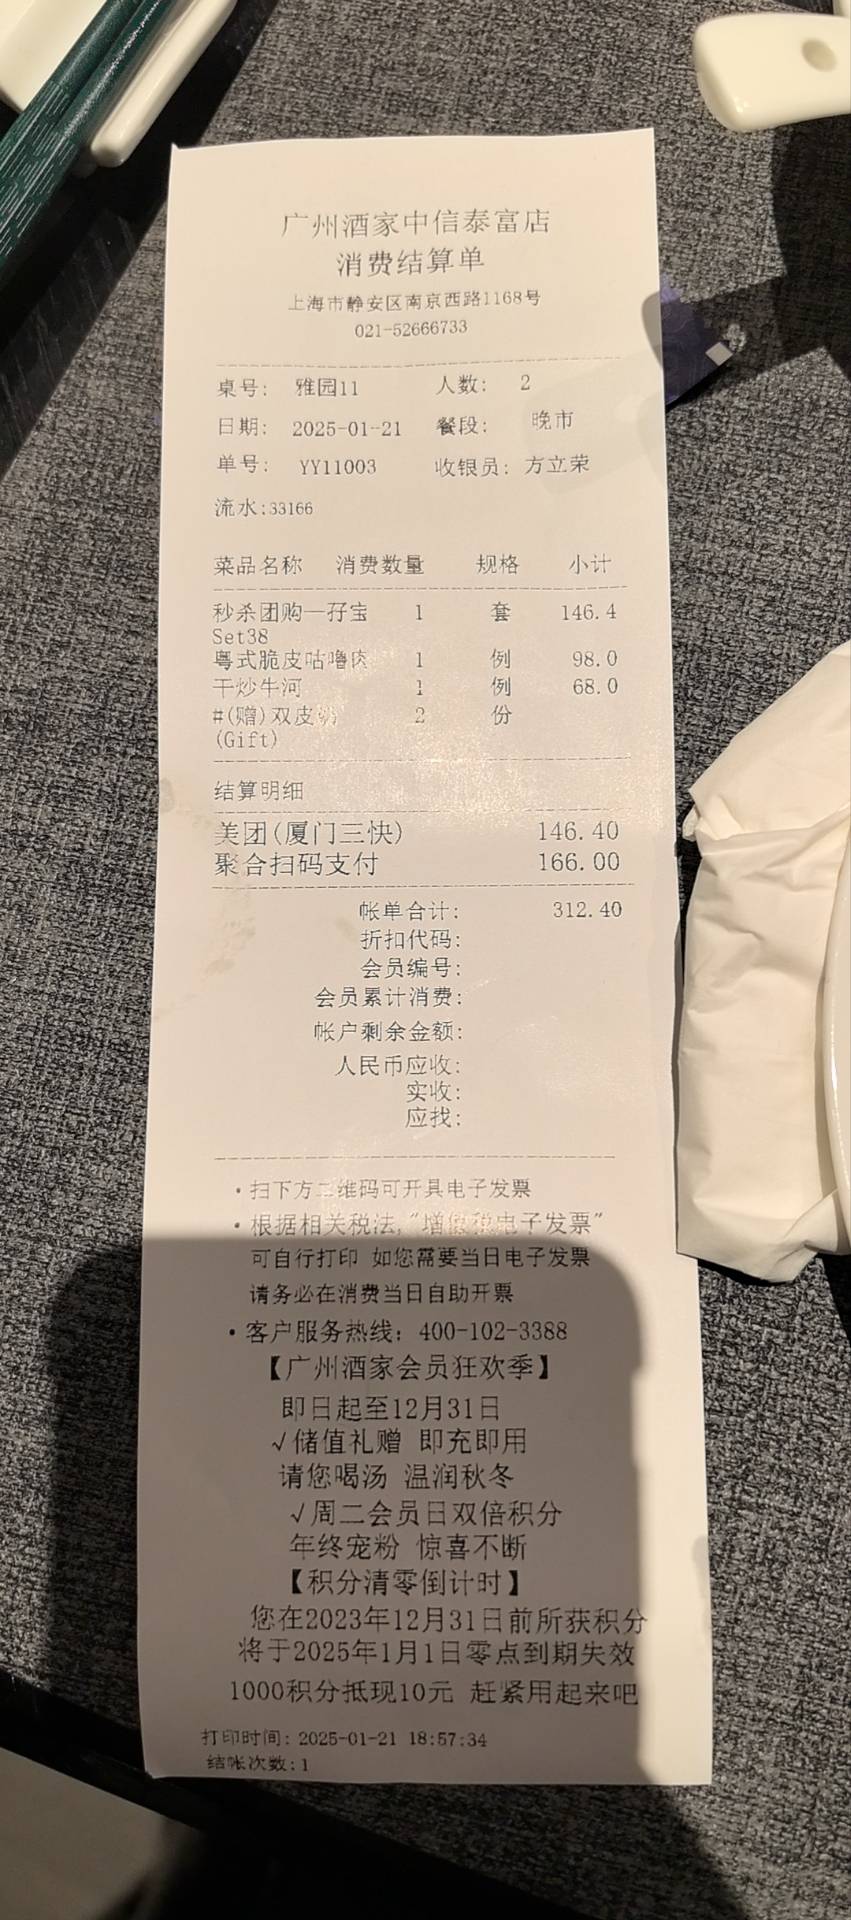 广州酒家中信泰富店
消费结算单
上海市静安区南京西路1168号
021-52666733
桌号: 雅园11 人数: 2
日期: 2025-01-21 餐段: 晚市
单号: YY11003 收银员: 方立荣
流水:33166
菜品名称 消费数量 规格 小计
秒杀团购一孖宝 1 套 146.4
Set38
粤式脆皮咕噜肉 1 例 98.0
干炒牛河 1 例 68.0
#(赠)双皮奶 2 份
(Gift)
结算明细
美团(厦门三快) 146.40
聚合扫码支付 166.00
帐单合计: 312.40
折扣代码:
会员编号:
会员累计消费:
帐户剩余金额:
人民币应收:
实收:
应找:
·扫下方二维码可开具电子发票
·根据相关税法,"增值税电子发票"
可自行打印 如您需要当日电子发票
请务必在消费当日自助开票
·客户服务热线: 400-102-3388
【广州酒家会员狂欢季】
即日起至12月31日
√储值礼赠 即充即用
请您喝汤 温润秋冬
√周二会员日双倍积分
年终宠粉 惊喜不断
【积分清零倒计时】
您在2023年12月31日前所获积分
将于2025年1月1日零点到期失效
1000积分抵现10元 赶紧用起来吧
打印时间: 2025-01-21 18:57:34
结帐次数:1